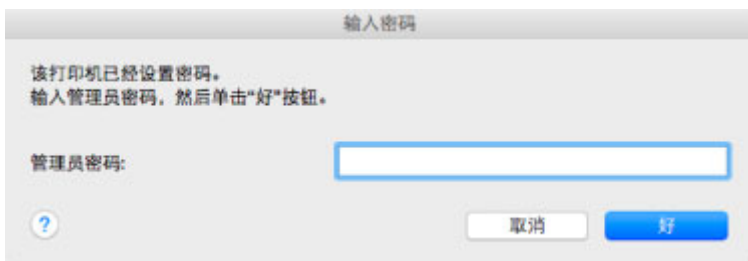 输入密码
该打印机已经设置密码。
输入管理员密码，然后单击“好”按钮。
管理员密码:
?
取消
好